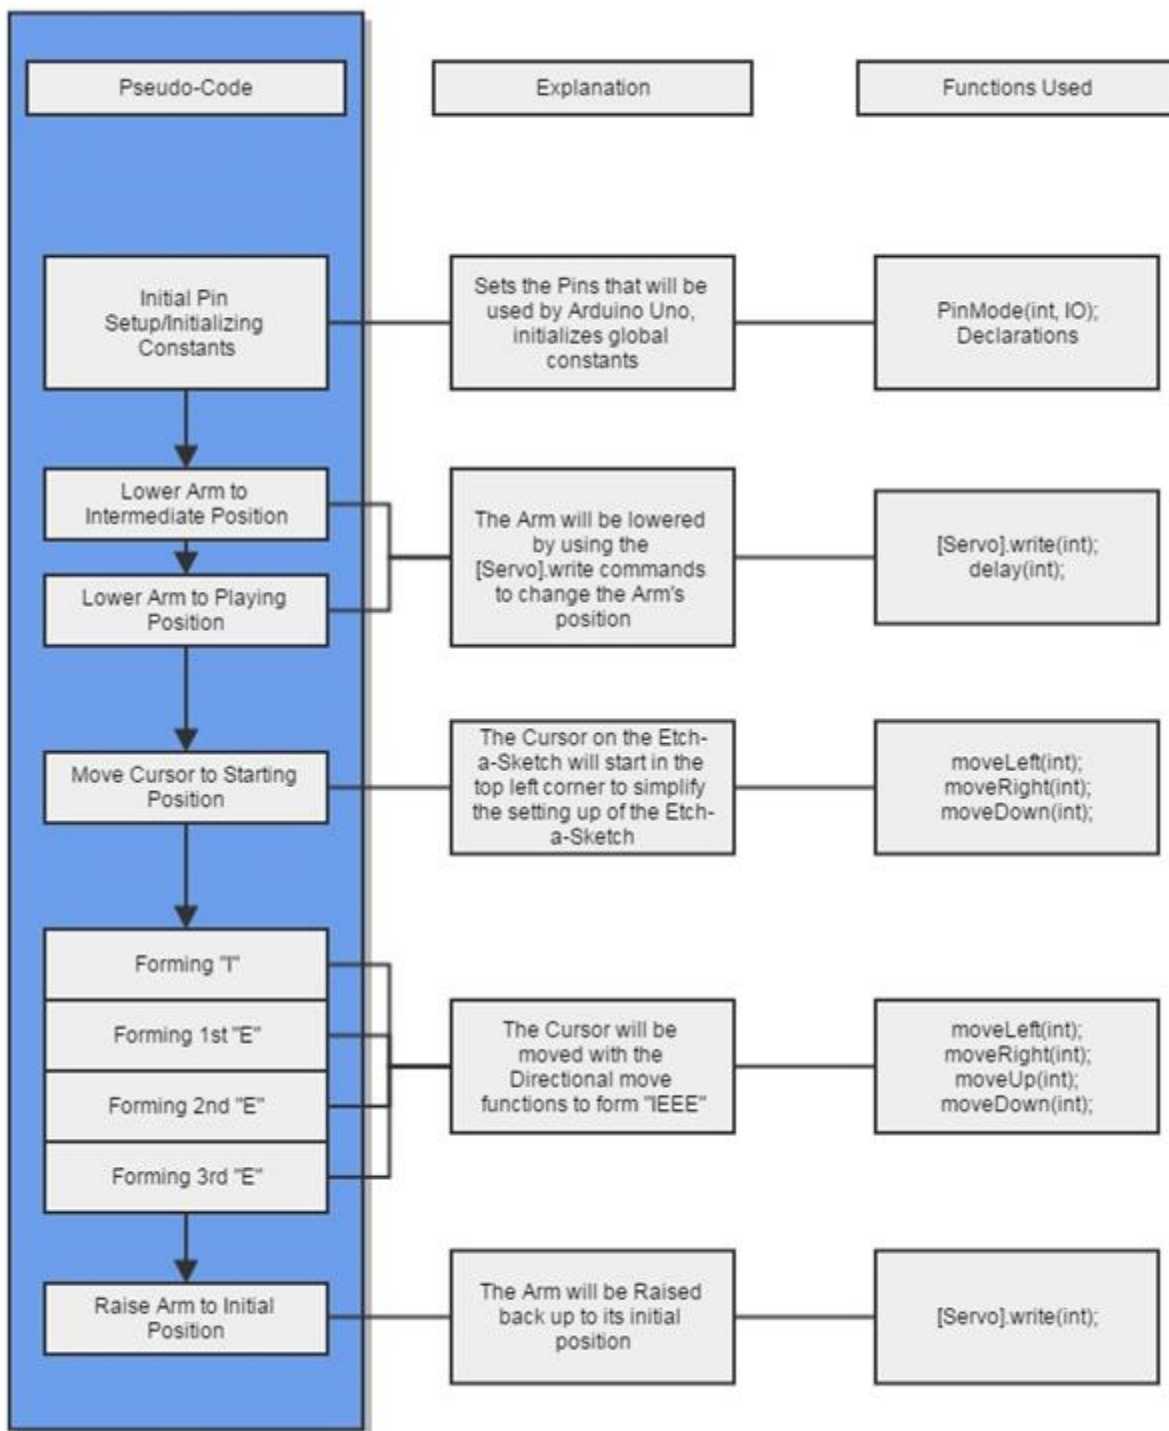 Pseudo-Code
Explanation
Functions Used
Initial Pin
Setup/Initializing
Constants
Sets the Pins that will be
used by Arduino Uno,
initializes global
constants
PinMode(int, IO);
Declarations
Lower Arm to
Intermediate Position
Lower Arm to Playing
Position
The Arm will be lowered
by using the
[Servo].write commands
to change the Arm's
position
[Servo].write(int);
delay(int);
Move Cursor to Starting
Position
The Cursor on the Etch-
a-Sketch will start in the
top left corner to simplify
the setting up of the Etch-
a-Sketch
moveLeft(int);
moveRight(int);
moveDown(int);
Forming "I"
Forming 1st "E"
Forming 2nd "E"
Forming 3rd "E"
The Cursor will be
moved with the
Directional move
functions to form "IEEE"
moveLeft(int);
moveRight(int);
moveUp(int);
moveDown(int);
Raise Arm to Initial
Position
The Arm will be Raised
back up to its initial
position
[Servo].write(int);